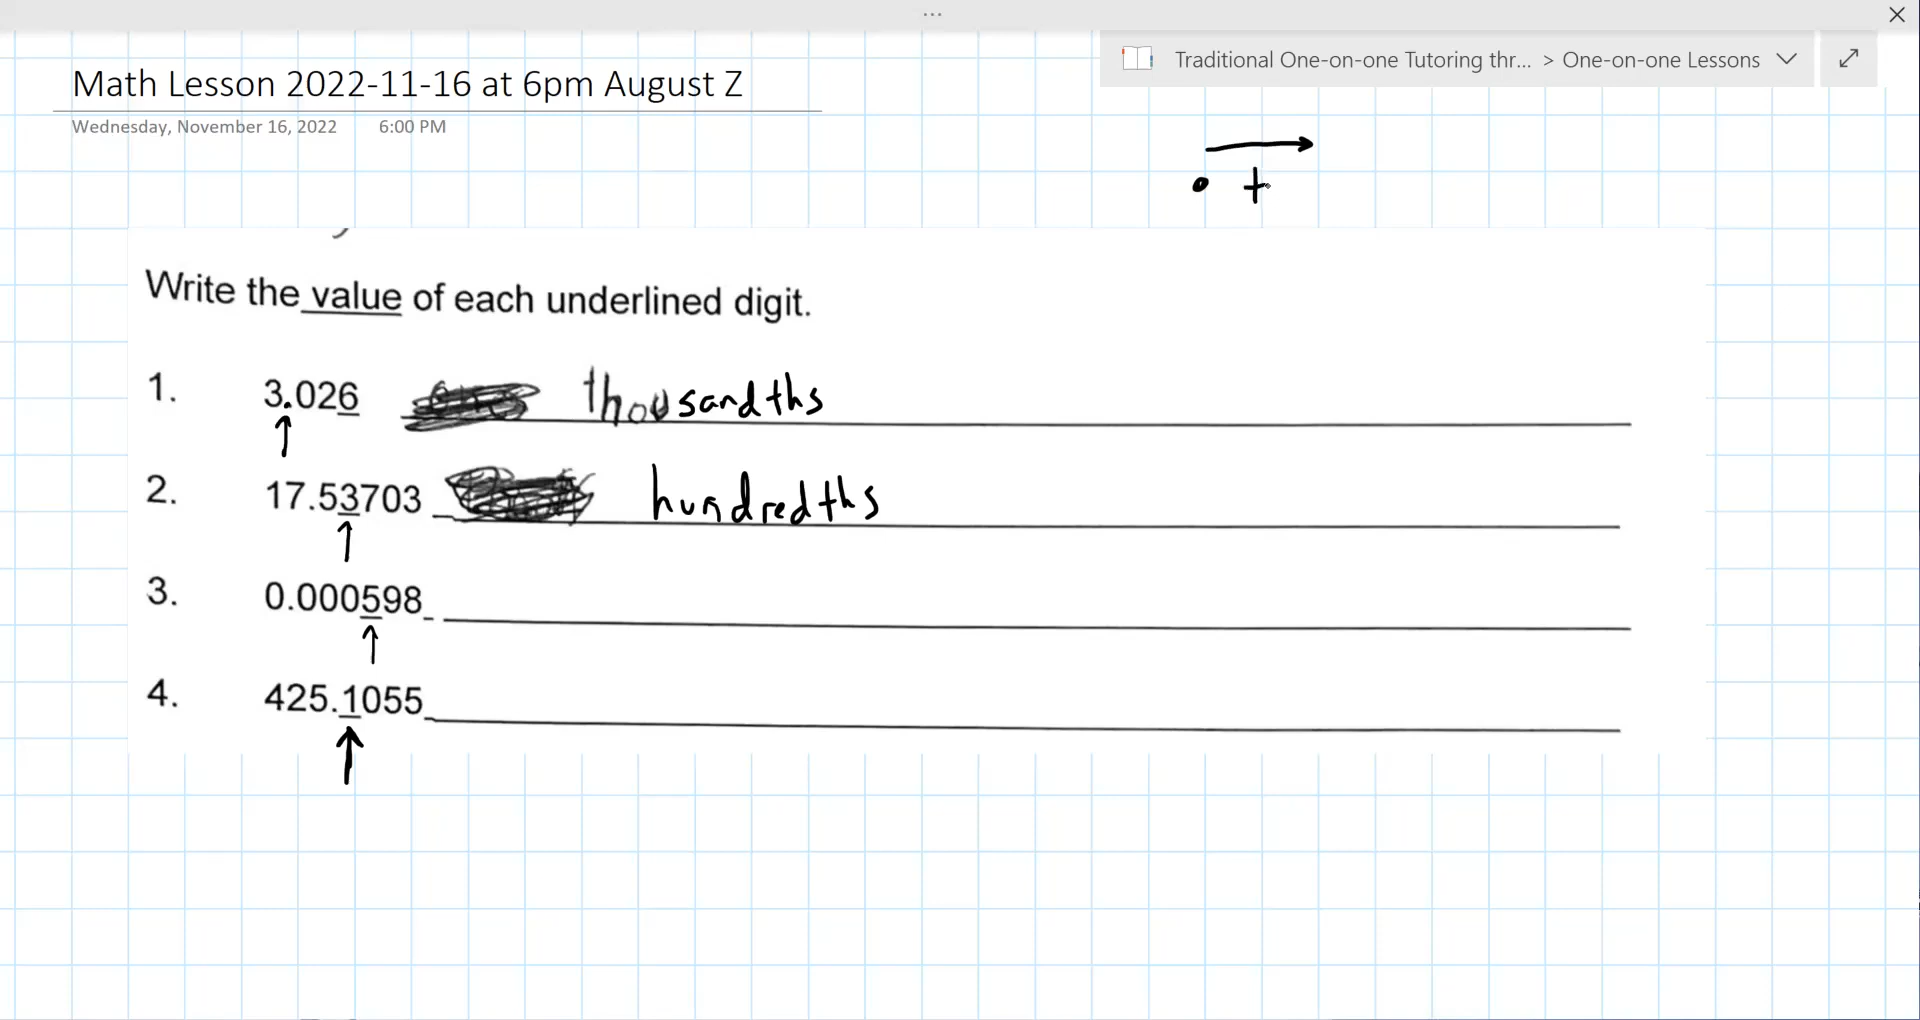 Math Lesson 2022-11-16 at 6pm August Z
Wednesday, November 16, 2022 6:00 PM
Traditional One-on-one Tutoring thr... > One-on-one Lessons
. t
Write the value of each underlined digit.
1. 3.026 thousandths
2. 17.53703 hundredths
3. 0.000598
4. 425.1055